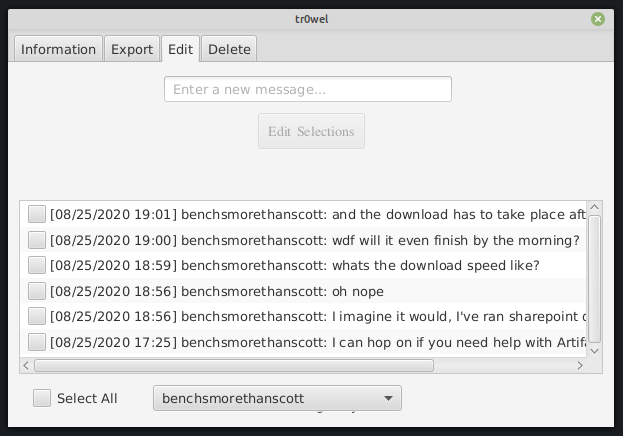 tr0wel
Information Export Edit Delete
Enter a new message...
Edit Selections
[08/25/2020 19:01] benchsmorethanscott: and the download has to take place aft
[08/25/2020 19:00] benchsmorethanscott: wdf will it even finish by the morning?
[08/25/2020 18:59] benchsmorethanscott: whats the download speed like?
[08/25/2020 18:56] benchsmorethanscott: oh nope
[08/25/2020 18:56] benchsmorethanscott: I imagine it would, I've ran sharepoint
[08/25/2020 17:25] benchsmorethanscott: I can hop on if you need help with Artifa
Select All benchsmorethanscott